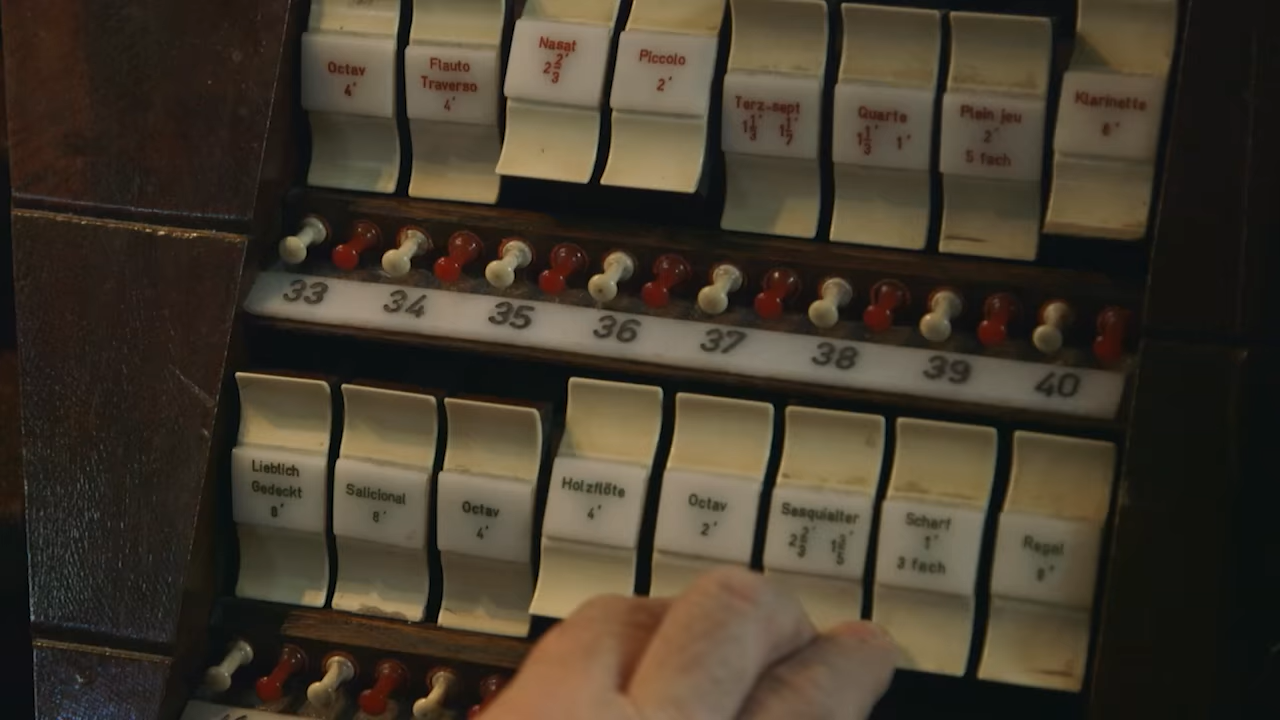 Octav
4'
Flauto
Traverso
4'
Nasat
2 2/3'
Piccolo
2'
Terz-sept
1 1/3' 1 1/7'
Quarte
1 1/3' 1'
Plein jeu
2'
5 fach
Klarinette
8'
33 34 35 36 37 38 39 40
Lieblich
Gedeckt
8'
Salicional
8'
Octav
4'
Holzflöte
4'
Octav
2'
Sesquialter
2 2/3' 1 3/5'
Scharf
1'
3 fach
Regal
8'